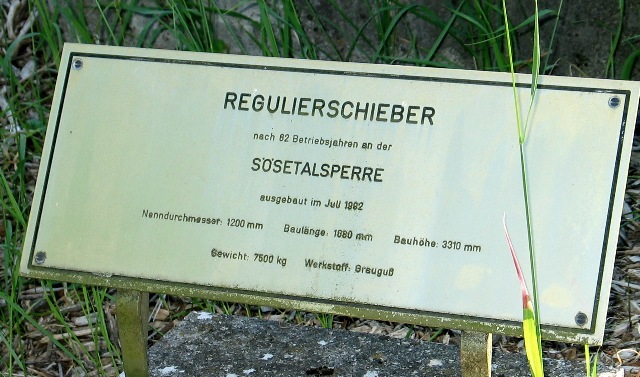 REGULIERSCHIEBER
nach 62 Betriebsjahren an der
SÖSETALSPERRE
ausgebaut im Juli 1992
Nenndurchmesser: 1200 mm Baulänge: 1680 mm Bauhöhe: 3310 mm
Gewicht: 7500 kg Werkstoff: Grauguß